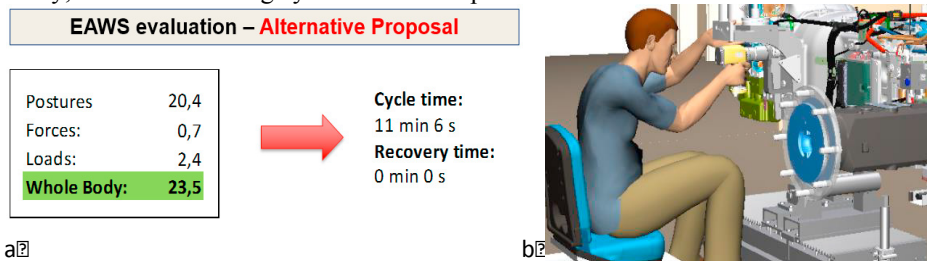 EAWS evaluation – Alternative Proposal
Postures 20,4
Forces: 0,7
Loads: 2,4
Whole Body: 23,5
Cycle time:
11 min 6 s
Recovery time:
0 min 0 s
a
b